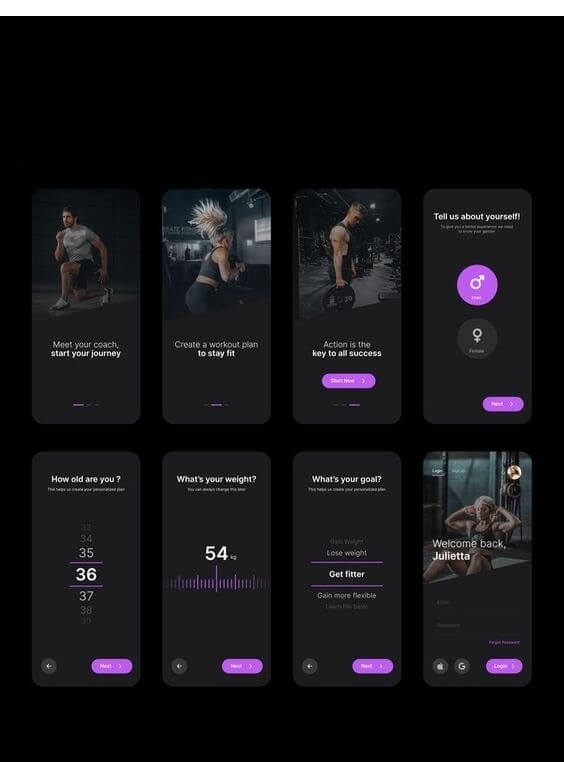 Meet your coach,
start your journey
Create a workout plan
to stay fit
20
Action is the
key to all success
Start Now
Tell us about yourself!
To give you a better experience we need
to know your gender
Male
Female
Next
How old are you ?
This helps us create your personalized plan
33
34
35
36
37
38
39
Next
What's your weight?
You can always change this later
54 kg
Next
What's your goal?
This helps us create your personalized plan
Gain Weight
Lose weight
Get fitter
Gain more flexible
Learn the basic
Next
Login
Sign up
Welcome back,
Julietta
Email
Password
Forgot Password
G
Login